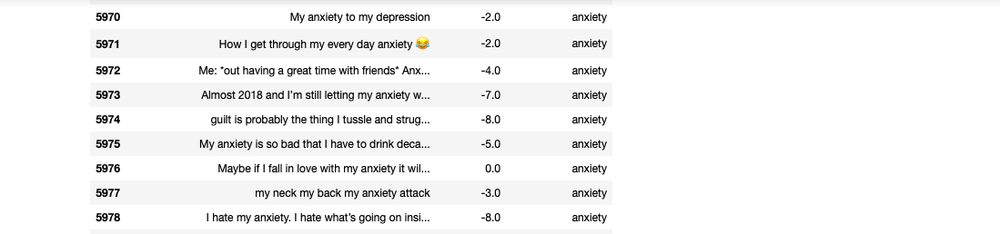 5970 My anxiety to my depression -2.0 anxiety
5971 How I get through my every day anxiety 😂 -2.0 anxiety
5972 Me: *out having a great time with friends* Anx... -4.0 anxiety
5973 Almost 2018 and I’m still letting my anxiety w... -7.0 anxiety
5974 guilt is probably the thing I tussle and strug... -8.0 anxiety
5975 My anxiety is so bad that I have to drink deca... -5.0 anxiety
5976 Maybe if I fall in love with my anxiety it wil... 0.0 anxiety
5977 my neck my back my anxiety attack -3.0 anxiety
5978 I hate my anxiety. I hate what’s going on insi... -8.0 anxiety